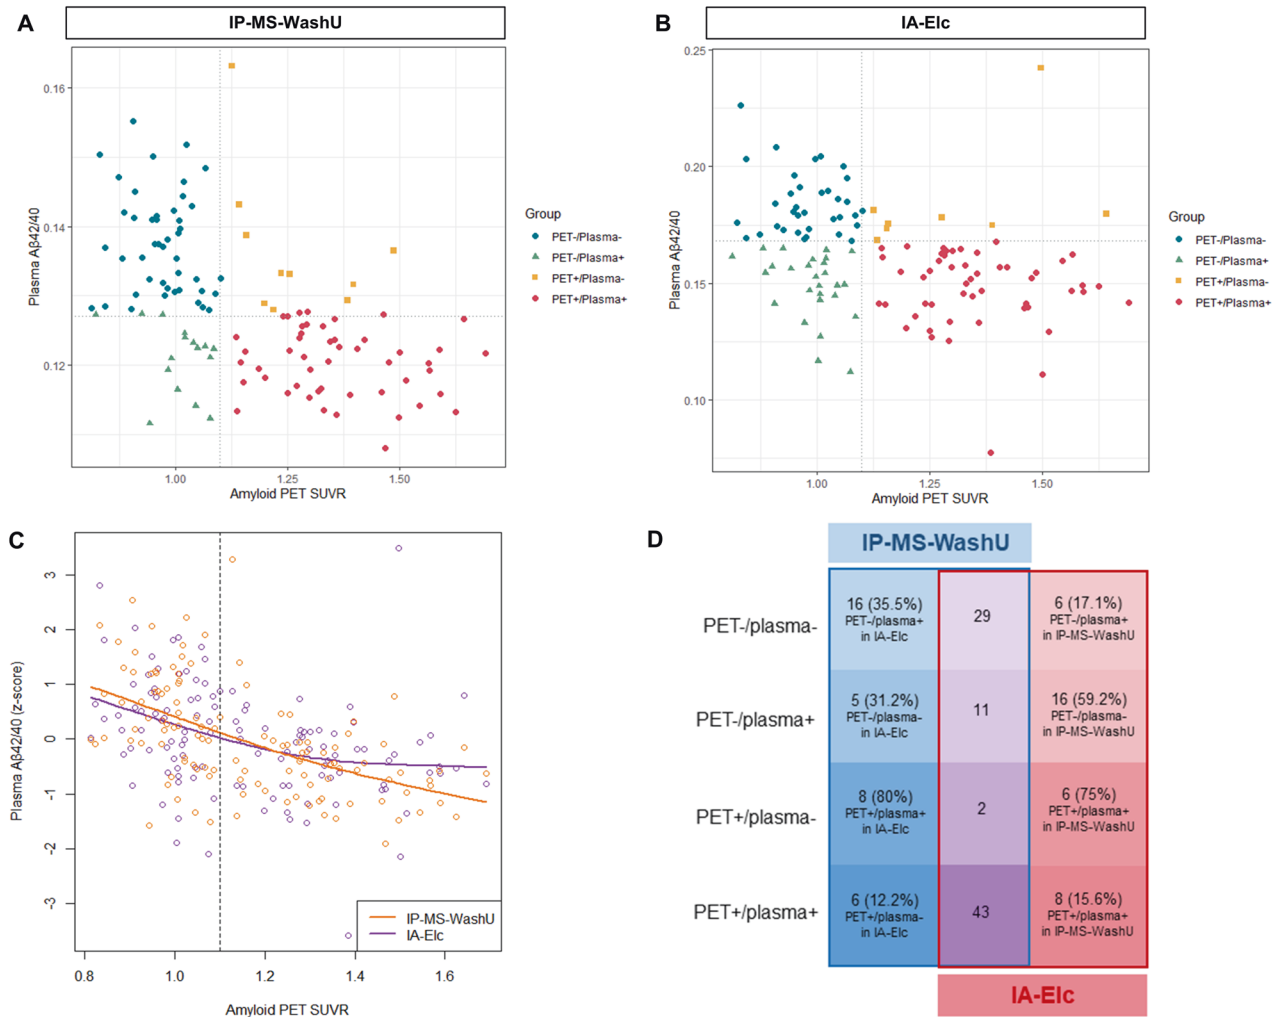 A
IP-MS-WashU
0.16
0.14
0.12
Plasma Aβ42/40
1.00
1.25
1.50
Amyloid PET SUVR
Group
PET-/Plasma-
PET-/Plasma+
PET+/Plasma-
PET+/Plasma+
B
IA-Elc
0.25
0.20
0.15
0.10
Plasma Aβ42/40
1.00
1.25
1.50
Amyloid PET SUVR
Group
PET-/Plasma-
PET-/Plasma+
PET+/Plasma-
PET+/Plasma+
C
3
2
1
0
-1
-2
-3
Plasma Aβ42/40 (z-score)
0.8
1.0
1.2
1.4
1.6
Amyloid PET SUVR
IP-MS-WashU
IA-Elc
D
IP-MS-WashU
PET-/plasma-
16 (35.5%)
PET-/plasma+
in IA-Elc
29
6 (17.1%)
PET-/plasma+
in IP-MS-WashU
PET-/plasma+
5 (31.2%)
PET-/plasma-
in IA-Elc
11
16 (59.2%)
PET-/plasma-
in IP-MS-WashU
PET+/plasma-
8 (80%)
PET+/plasma+
in IA-Elc
2
6 (75%)
PET+/plasma+
in IP-MS-WashU
PET+/plasma+
6 (12.2%)
PET+/plasma-
in IA-Elc
43
8 (15.6%)
PET+/plasma+
in IP-MS-WashU
IA-Elc